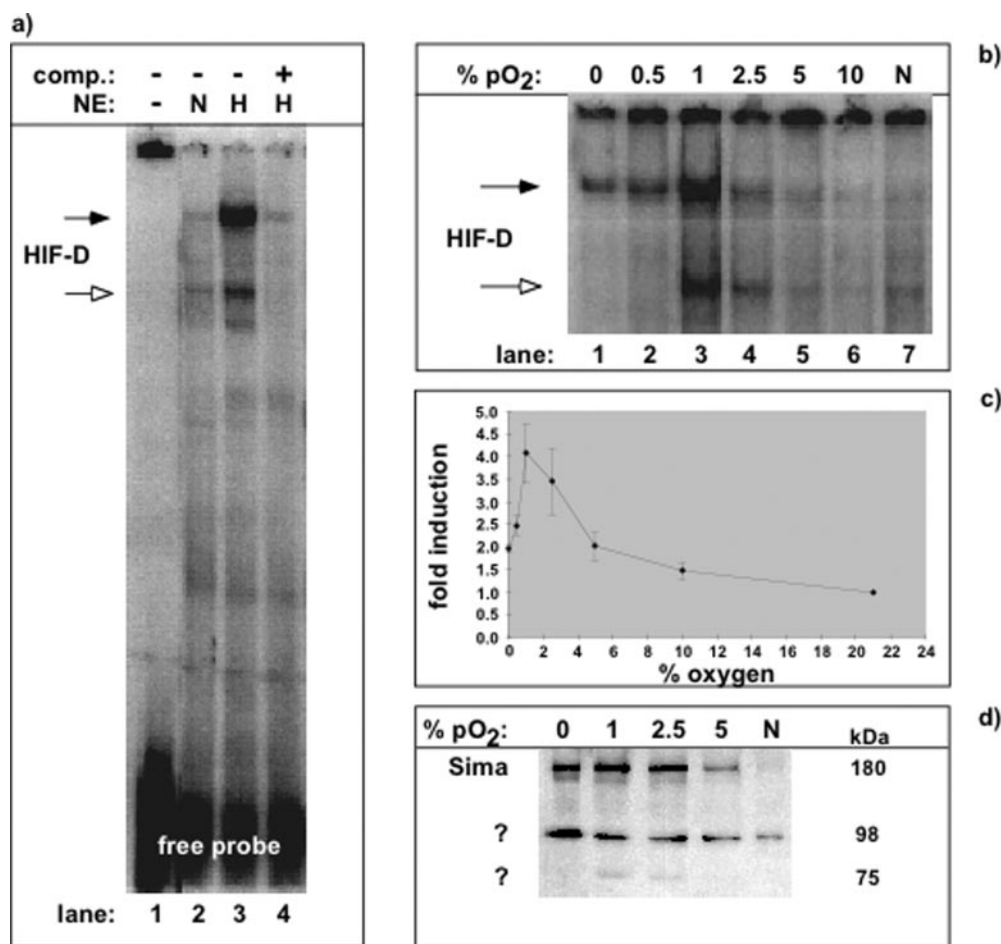 a)
comp.: - - - +
NE: - N H H
HIF-D
free probe
lane: 1 2 3 4
b)
% pO2: 0 0.5 1 2.5 5 10 N
HIF-D
lane: 1 2 3 4 5 6 7
c)
5.0
4.5
4.0
3.5
3.0
2.5
2.0
1.5
1.0
0.5
0.0
fold induction
0 2 4 6 8 10 12 14 16 18 20 22 24
% oxygen
d)
% pO2: 0 1 2.5 5 N kDa
Sima 180
? 98
? 75